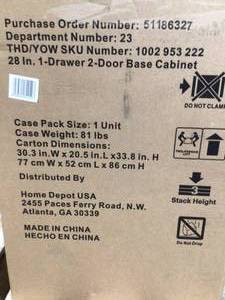 Purchase Order Number: 51186327
Department Number: 23
THD/YOW SKU Number: 1002 953 222
28 In. 1-Drawer 2-Door Base Cabinet
DO NOT CLAMP
Case Pack Size: 1 Unit
Case Weight: 81 lbs
Carton Dimensions:
30.3 in.W x 20.5 in.L x33.8 in. H
77 cm W x 52 cm L x 86 cm H
Distributed By
3
Stack Height
Home Depot USA
2455 Paces Ferry Road, N.W.
Atlanta, GA 30339
MADE IN CHINA
HECHO EN CHINA
Do Not Drop